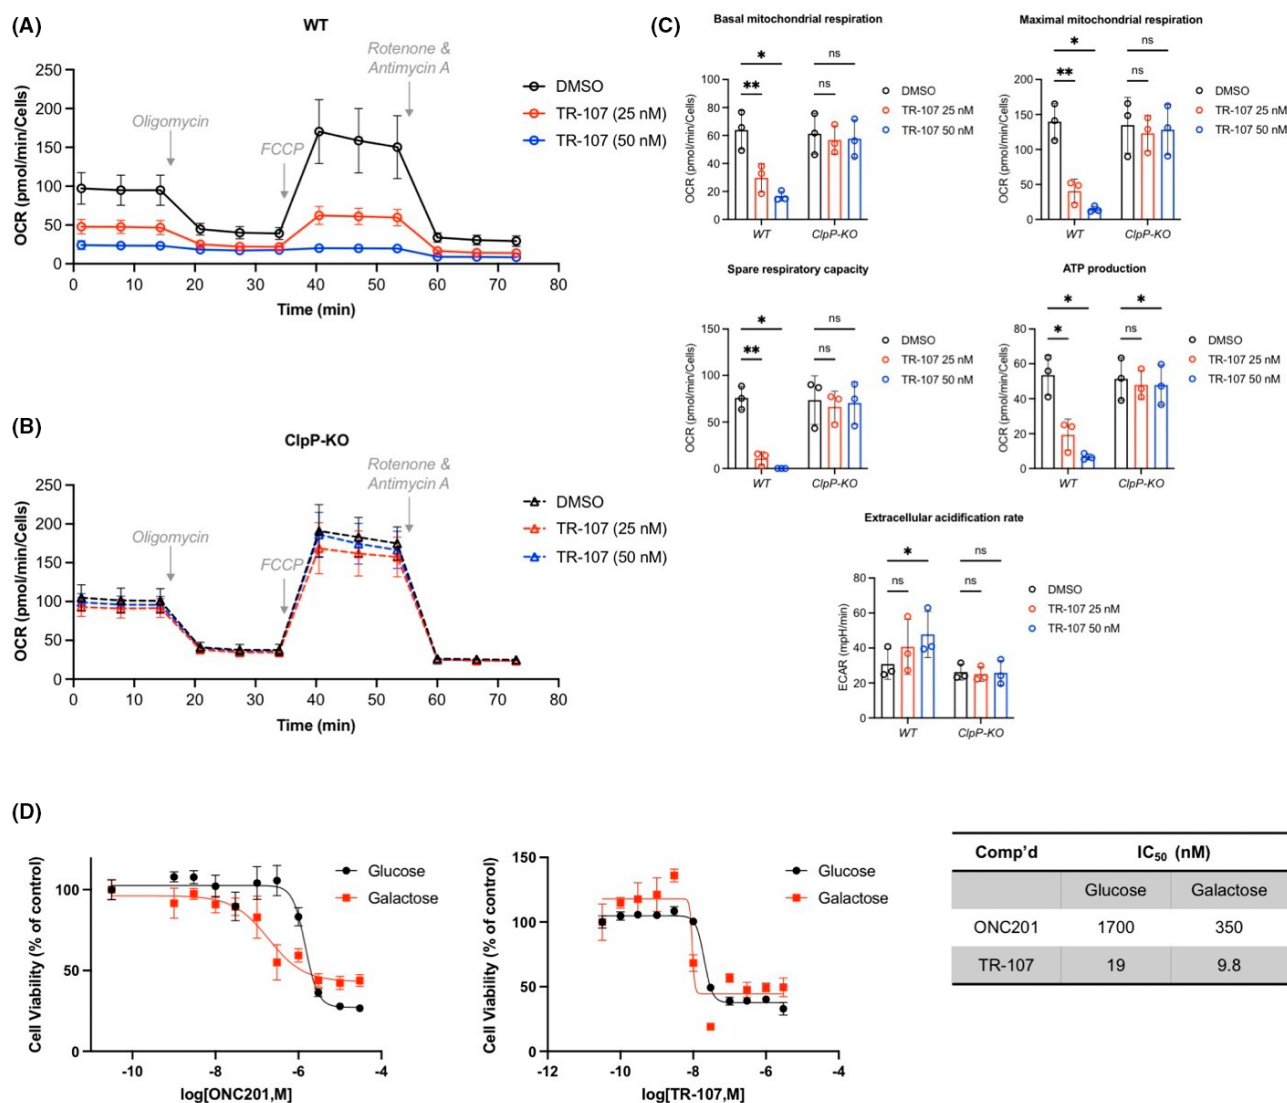 (A)
WT
Rotenone &
Antimycin A
Oligomycin
FCCP
OCR (pmol/min/Cells)
250
200
150
100
50
0
0 10 20 30 40 50 60 70 80
Time (min)
DMSO
TR-107 (25 nM)
TR-107 (50 nM)
(B)
ClpP-KO
Rotenone &
Antimycin A
Oligomycin
FCCP
OCR (pmol/min/Cells)
250
200
150
100
50
0
0 10 20 30 40 50 60 70 80
Time (min)
DMSO
TR-107 (25 nM)
TR-107 (50 nM)
(C)
Basal mitochondrial respiration
* ns
** ns
OCR (pmol/min/Cells)
100
80
60
40
20
0
WT ClpP-KO
DMSO
TR-107 25 nM
TR-107 50 nM
Maximal mitochondrial respiration
* ns
** ns
OCR (pmol/min/Cells)
200
150
100
50
0
WT ClpP-KO
DMSO
TR-107 25 nM
TR-107 50 nM
Spare respiratory capacity
* ns
** ns
OCR (pmol/min/Cells)
150
100
50
0
WT ClpP-KO
DMSO
TR-107 25 nM
TR-107 50 nM
ATP production
* *
* ns
OCR (pmol/min/Cells)
80
60
40
20
0
WT ClpP-KO
DMSO
TR-107 25 nM
TR-107 50 nM
Extracellular acidification rate
* ns
ns ns
ECAR (mpH/min)
80
60
40
20
0
WT ClpP-KO
DMSO
TR-107 25 nM
TR-107 50 nM
(D)
Cell Viability (% of control)
100
50
0
-10 -8 -6 -4
log[ONC201,M]
Glucose
Galactose
Cell Viability (% of control)
150
100
50
0
-12 -10 -8 -6 -4
log[TR-107,M]
Glucose
Galactose
Comp'd IC50 (nM)
Glucose Galactose
ONC201 1700 350
TR-107 19 9.8